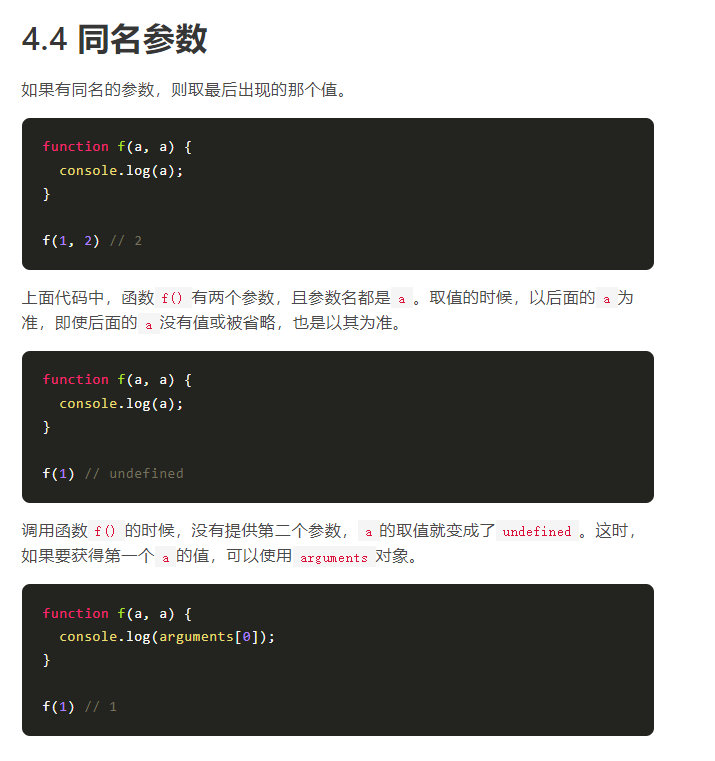 4.4 同名参数
如果有同名的参数，则取最后出现的那个值。
function f(a, a) {
  console.log(a);
}
f(1, 2) // 2
上面代码中，函数 f() 有两个参数，且参数名都是 a 。取值的时候，以后面的 a 为
准，即使后面的 a 没有值或被省略，也是以其为准。
function f(a, a) {
  console.log(a);
}
f(1) // undefined
调用函数 f() 的时候，没有提供第二个参数， a 的取值就变成了 undefined 。这时，
如果要获得第一个 a 的值，可以使用 arguments 对象。
function f(a, a) {
  console.log(arguments[0]);
}
f(1) // 1